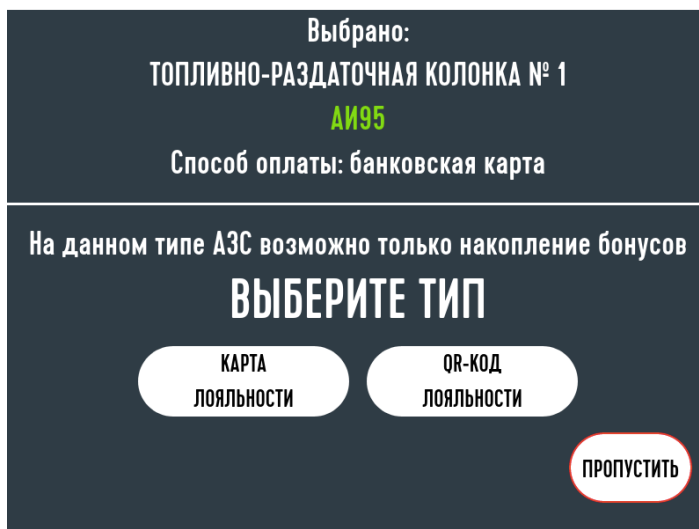 Выбрано:
ТОПЛИВНО-РАЗДАТОЧНАЯ КОЛОНКА № 1
АИ95
Способ оплаты: банковская карта
На данном типе АЗС возможно только накопление бонусов
ВЫБЕРИТЕ ТИП
КАРТА
ЛОЯЛЬНОСТИ
QR-КОД
ЛОЯЛЬНОСТИ
ПРОПУСТИТЬ